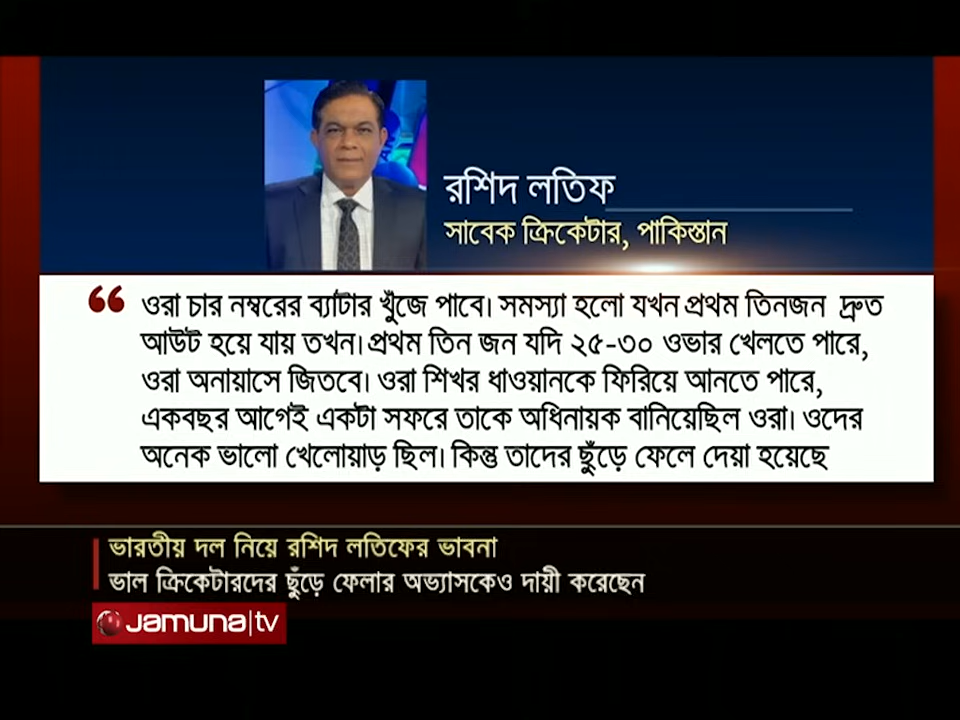 রশিদ লতিফ
সাবেক ক্রিকেটার, পাকিস্তান
“ ওরা চার নম্বরের ব্যাটার খুঁজে পাবে। সমস্যা হলো যখন প্রথম তিনজন দ্রুত
আউট হয়ে যায় তখন। প্রথম তিন জন যদি ২৫-৩০ ওভার খেলতে পারে,
ওরা অনায়াসে জিতবে। ওরা শিখর ধাওয়ানকে ফিরিয়ে আনতে পারে,
একবছর আগেই একটা সফরে তাকে অধিনায়ক বানিয়েছিল ওরা। ওদের
অনেক ভালো খেলোয়াড় ছিল। কিন্তু তাদের ছুঁড়ে ফেলে দেয়া হয়েছে
ভারতীয় দল নিয়ে রশিদ লতিফের ভাবনা
ভাল ক্রিকেটারদের ছুঁড়ে ফেলার অভ্যাসকেও দায়ী করেছেন
Jamuna|tv